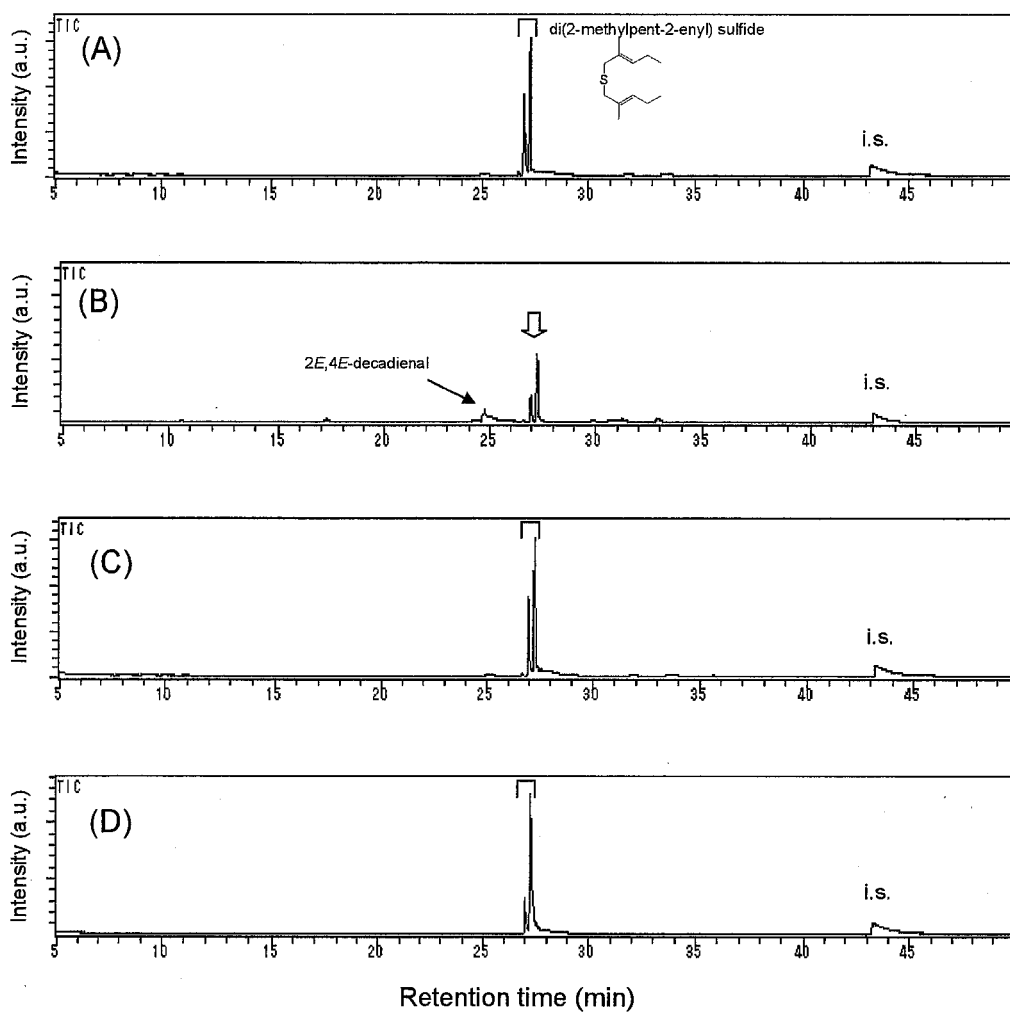 Intensity (a.u.)
TIC
(A)
di(2-methylpent-2-enyl) sulfide
S
i.s.
5 10 15 20 25 30 35 40 45
Intensity (a.u.)
TIC
(B)
2E,4E-decadienal
i.s.
5 10 15 20 25 30 35 40 45
Intensity (a.u.)
TIC
(C)
i.s.
5 10 15 20 25 30 35 40 45
Intensity (a.u.)
TIC
(D)
i.s.
5 10 15 20 25 30 35 40 45
Retention time (min)